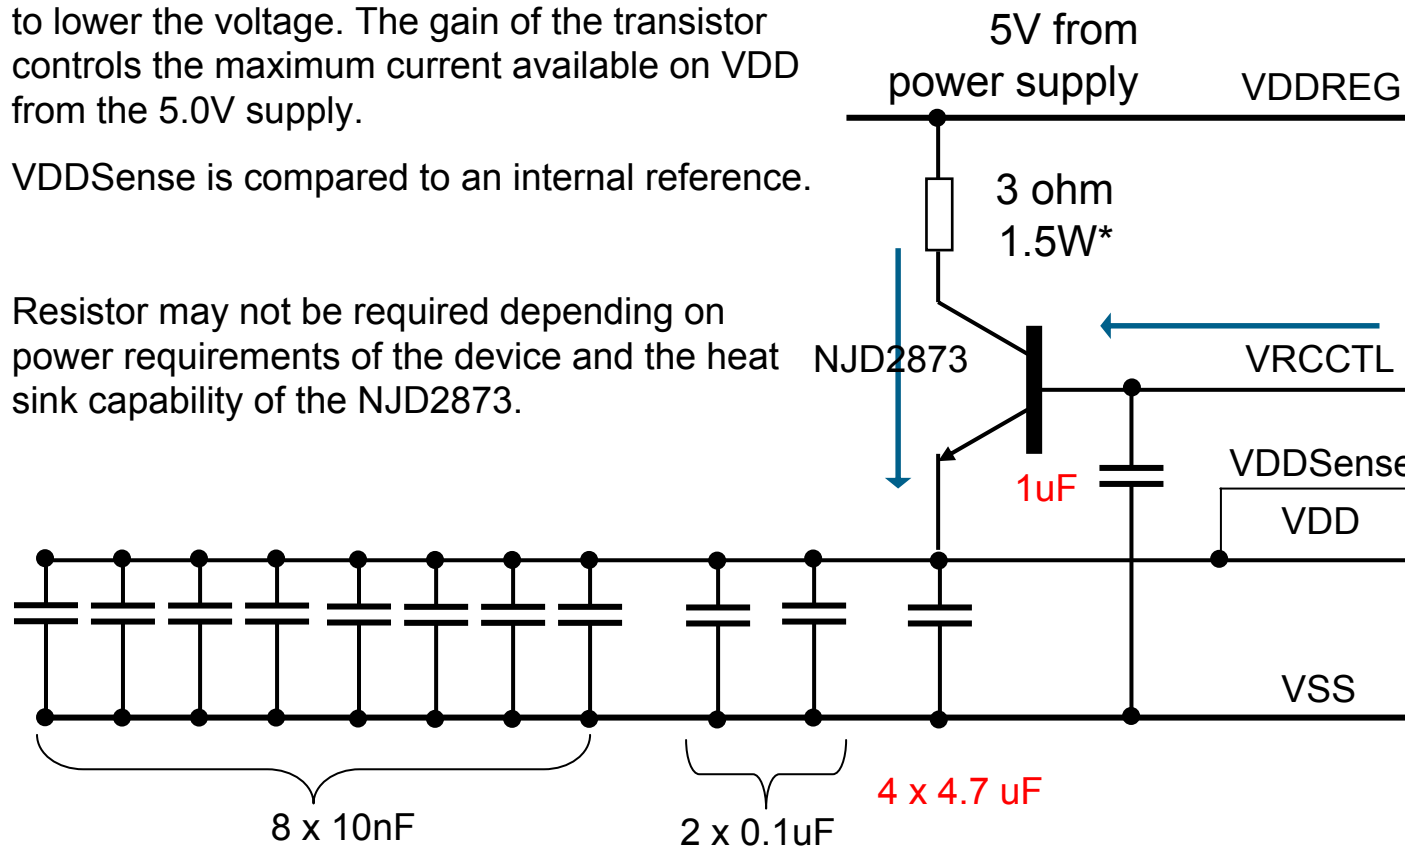 to lower the voltage. The gain of the transistor
controls the maximum current available on VDD
from the 5.0V supply.
VDDSense is compared to an internal reference.
Resistor may not be required depending on
power requirements of the device and the heat
sink capability of the NJD2873.
5V from
power supply
VDDREG
3 ohm
1.5W*
NJD2873
VRCCTL
1uF
VDDSense
VDD
VSS
8 x 10nF
2 x 0.1uF
4 x 4.7 uF